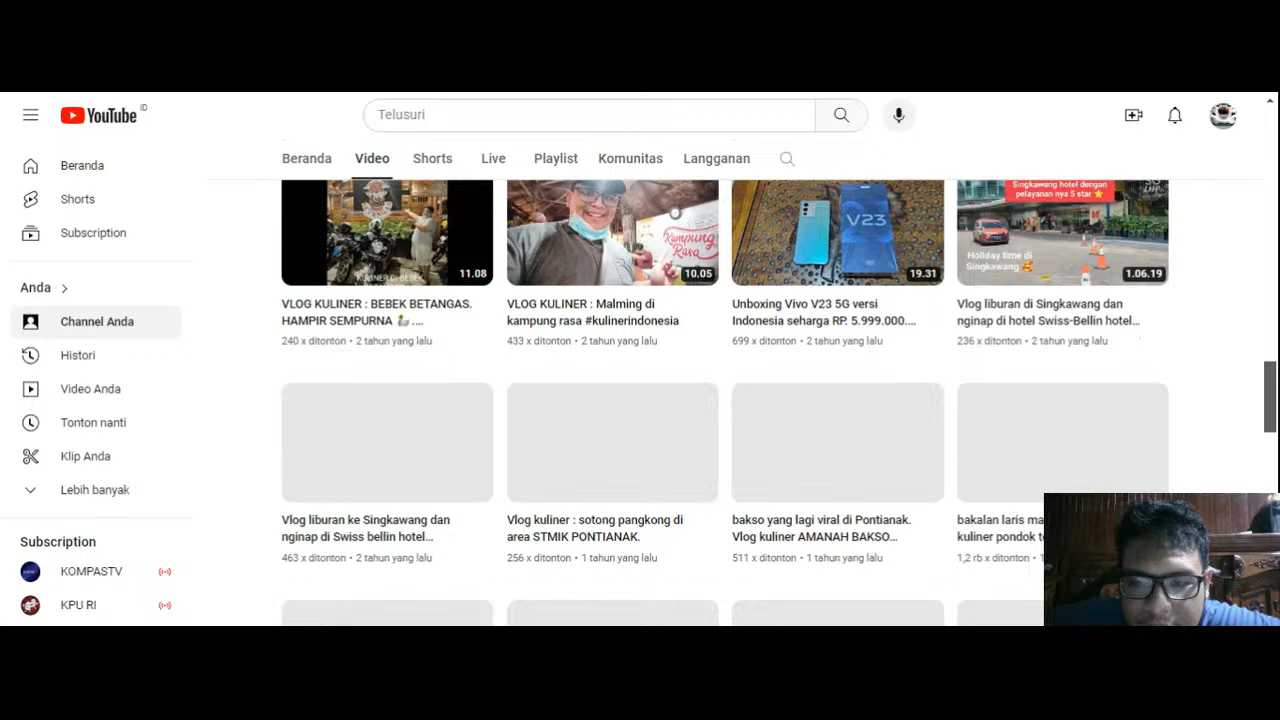 YouTube ID
Telusuri
Beranda
Shorts
Subscription
Anda
Channel Anda
Histori
Video Anda
Tonton nanti
Klip Anda
Lebih banyak
Subscription
KOMPASTV
KPU RI
Beranda Video Shorts Live Playlist Komunitas Langganan
KULINER DI BEBEK
11.08
VLOG KULINER : BEBEK BETANGAS.
HAMPIR SEMPURNA 🦆 ....
240 x ditonton • 2 tahun yang lalu
Kampung
Rasa
10.05
VLOG KULINER : Malming di
kampung rasa #kulinerindonesia
433 x ditonton • 2 tahun yang lalu
V23
19.31
Unboxing Vivo V23 5G versi
Indonesia seharga RP. 5.999.000....
699 x ditonton • 2 tahun yang lalu
Singkawang hotel dengan
pelayanan nya 5 star ⭐
Holiday time di
Singkawang 🥰
1.06.19
Vlog liburan di Singkawang dan
nginap di hotel Swiss-Bellin hotel…
236 x ditonton • 2 tahun yang lalu
Vlog liburan ke Singkawang dan
nginap di Swiss bellin hotel…
463 x ditonton • 2 tahun yang lalu
Vlog kuliner : sotong pangkong di
area STMIK PONTIANAK.
256 x ditonton • 1 tahun yang lalu
bakso yang lagi viral di Pontianak.
Vlog kuliner AMANAH BAKSO…
511 x ditonton • 1 tahun yang lalu
bakalan laris
kuliner pondok
1,2 rb x ditonton •